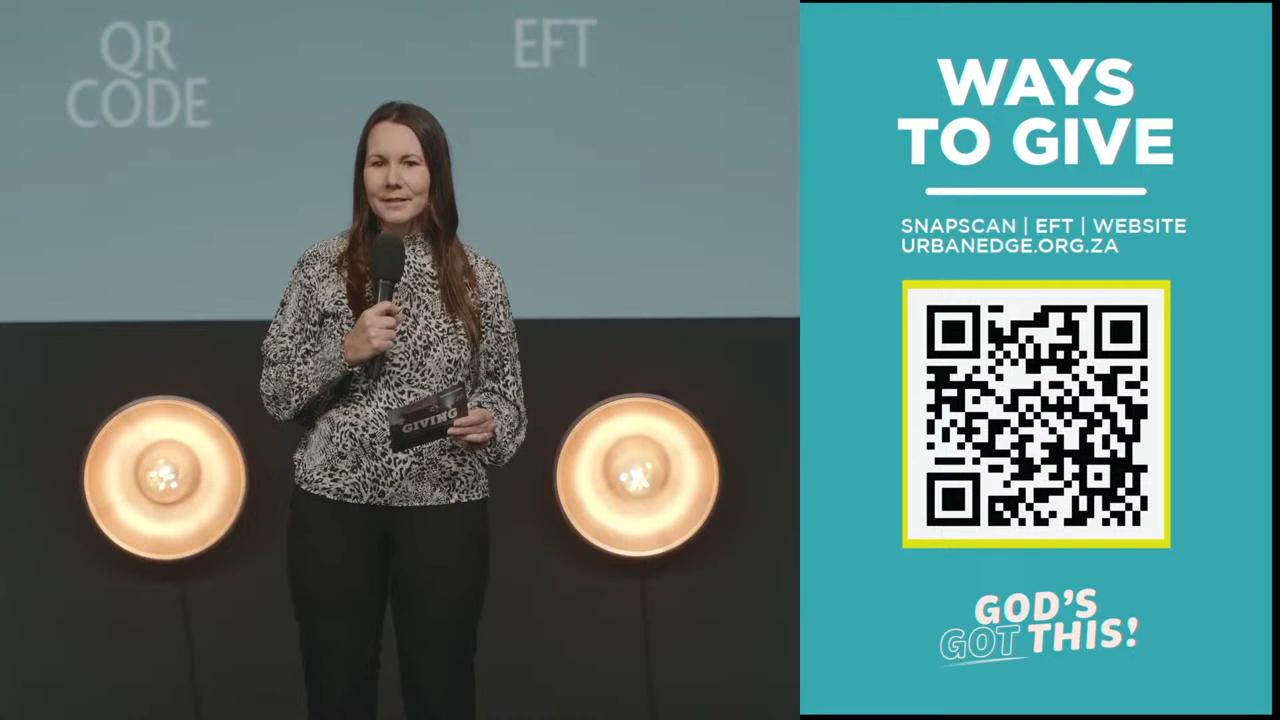 QR
CODE
EFT
GIVING
WAYS
TO GIVE
SNAPSCAN | EFT | WEBSITE
URBANEDGE.ORG.ZA
GOD'S
GOT THIS!